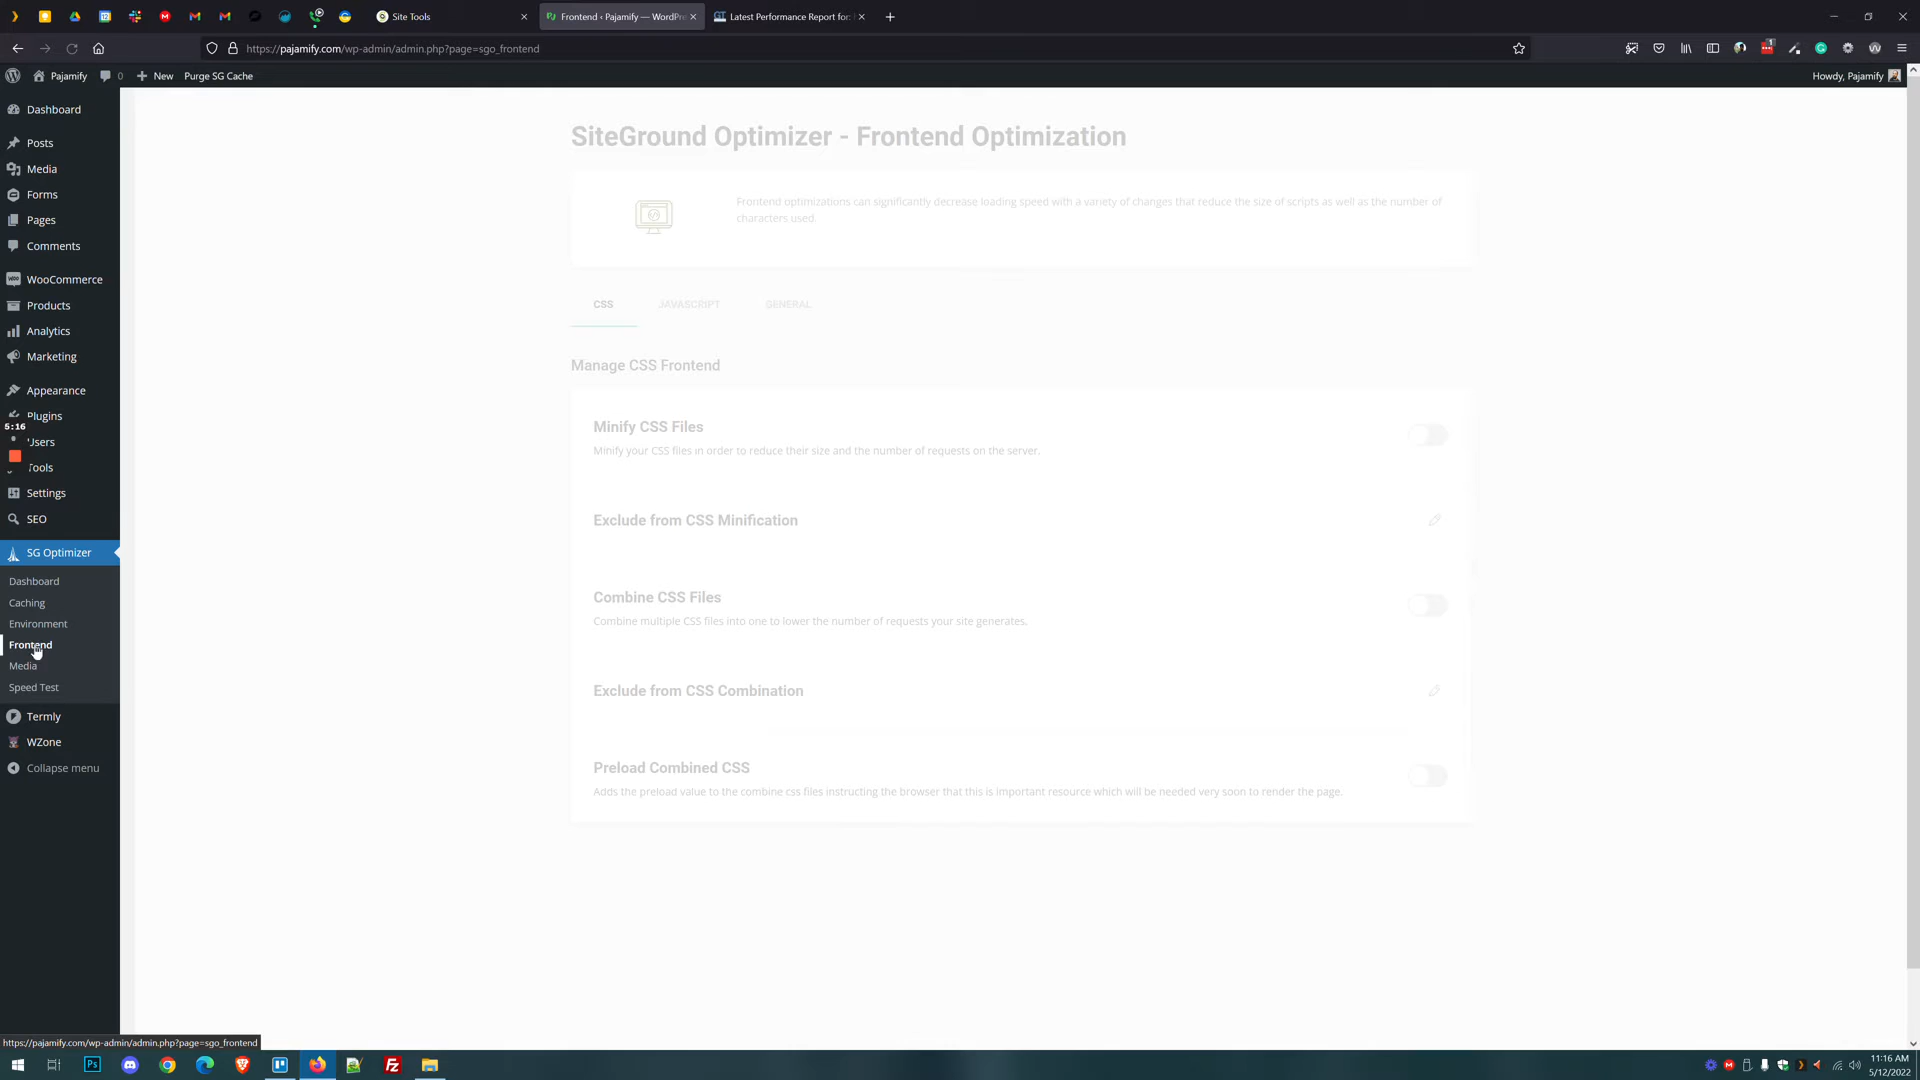 Site Tools
Frontend ‹ Pajamify — WordPre
Latest Performance Report for:
https://pajamify.com/wp-admin/admin.php?page=sgo_frontend
Pajamify
0
New
Purge SG Cache
Howdy, Pajamify
Dashboard
Posts
Media
Forms
Pages
Comments
WooCommerce
Products
Analytics
Marketing
Appearance
Plugins
5:16
Users
Tools
Settings
SEO
SG Optimizer
Dashboard
Caching
Environment
Frontend
Media
Speed Test
Termly
WZone
Collapse menu
SiteGround Optimizer - Frontend Optimization
Frontend optimizations can significantly decrease loading speed with a variety of changes that reduce the size of scripts as well as the number of
characters used.
CSS
JAVASCRIPT
GENERAL
Manage CSS Frontend
Minify CSS Files
Minify your CSS files in order to reduce their size and the number of requests on the server.
Exclude from CSS Minification
Combine CSS Files
Combine multiple CSS files into one to lower the number of requests your site generates.
Exclude from CSS Combination
Preload Combined CSS
Adds the preload value to the combine css files instructing the browser that this is important resource which will be needed very soon to render the page.
https://pajamify.com/wp-admin/admin.php?page=sgo_frontend
11:16 AM
5/12/2022